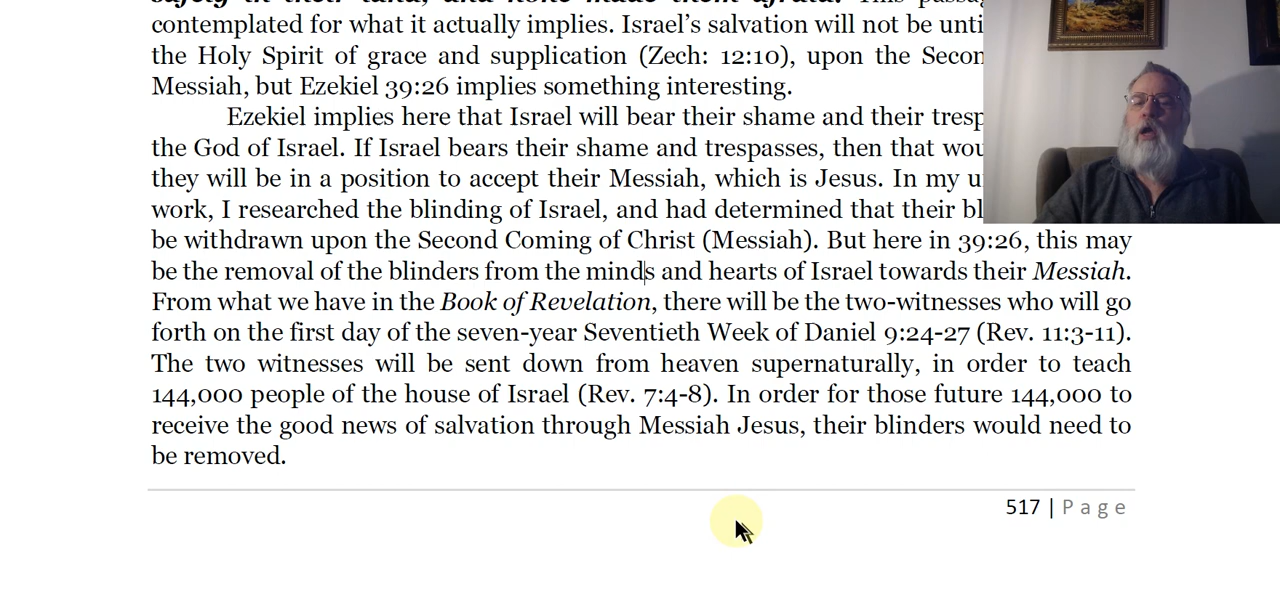 safely in their land, and none made them afraid. This
contemplated for what it actually implies. Israel's salvation will not be
the Holy Spirit of grace and supplication (Zech: 12:10), upon the
Messiah, but Ezekiel 39:26 implies something interesting.
Ezekiel implies here that Israel will bear their shame and their
the God of Israel. If Israel bears their shame and trespasses, then that
they will be in a position to accept their Messiah, which is Jesus. In my
work, I researched the blinding of Israel, and had determined that their
be withdrawn upon the Second Coming of Christ (Messiah). But here in 39:26, this may
be the removal of the blinders from the minds and hearts of Israel towards their Messiah.
From what we have in the Book of Revelation, there will be the two-witnesses who will go
forth on the first day of the seven-year Seventieth Week of Daniel 9:24-27 (Rev. 11:3-11).
The two witnesses will be sent down from heaven supernaturally, in order to teach
144,000 people of the house of Israel (Rev. 7:4-8). In order for those future 144,000 to
receive the good news of salvation through Messiah Jesus, their blinders would need to
be removed.
517 | Page